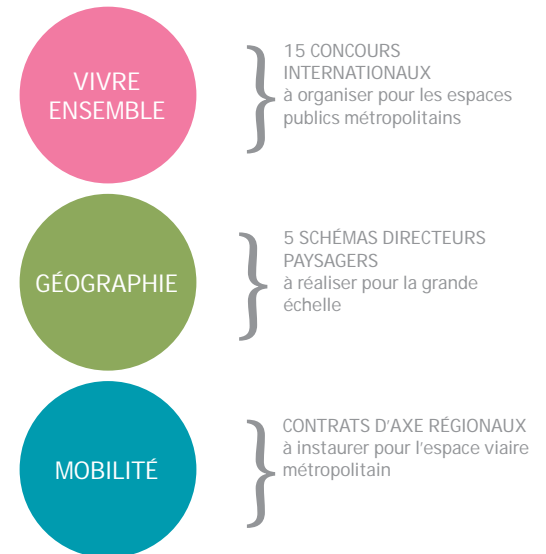 VIVRE
ENSEMBLE
15 CONCOURS
INTERNATIONAUX
à organiser pour les espaces
publics métropolitains
GÉOGRAPHIE
5 SCHÉMAS DIRECTEURS
PAYSAGERS
à réaliser pour la grande
échelle
MOBILITÉ
CONTRATS D'AXE RÉGIONAUX
à instaurer pour l'espace viaire
métropolitain